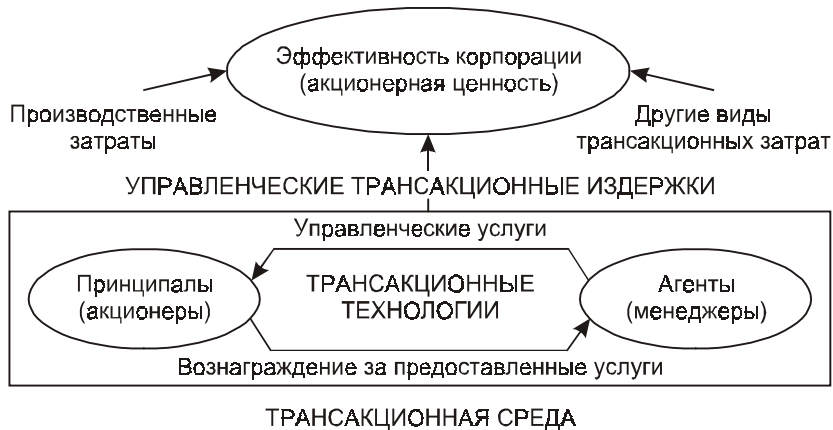 Эффективность корпорации
(акционерная ценность)
Производственные
затраты
Другие виды
трансакционных затрат
УПРАВЛЕНЧЕСКИЕ ТРАНСАКЦИОННЫЕ ИЗДЕРЖКИ
Управленческие услуги
Принципалы
(акционеры)
ТРАНСАКЦИОННЫЕ
ТЕХНОЛОГИИ
Агенты
(менеджеры)
Вознаграждение за предоставленные услуги
ТРАНСАКЦИОННАЯ СРЕДА